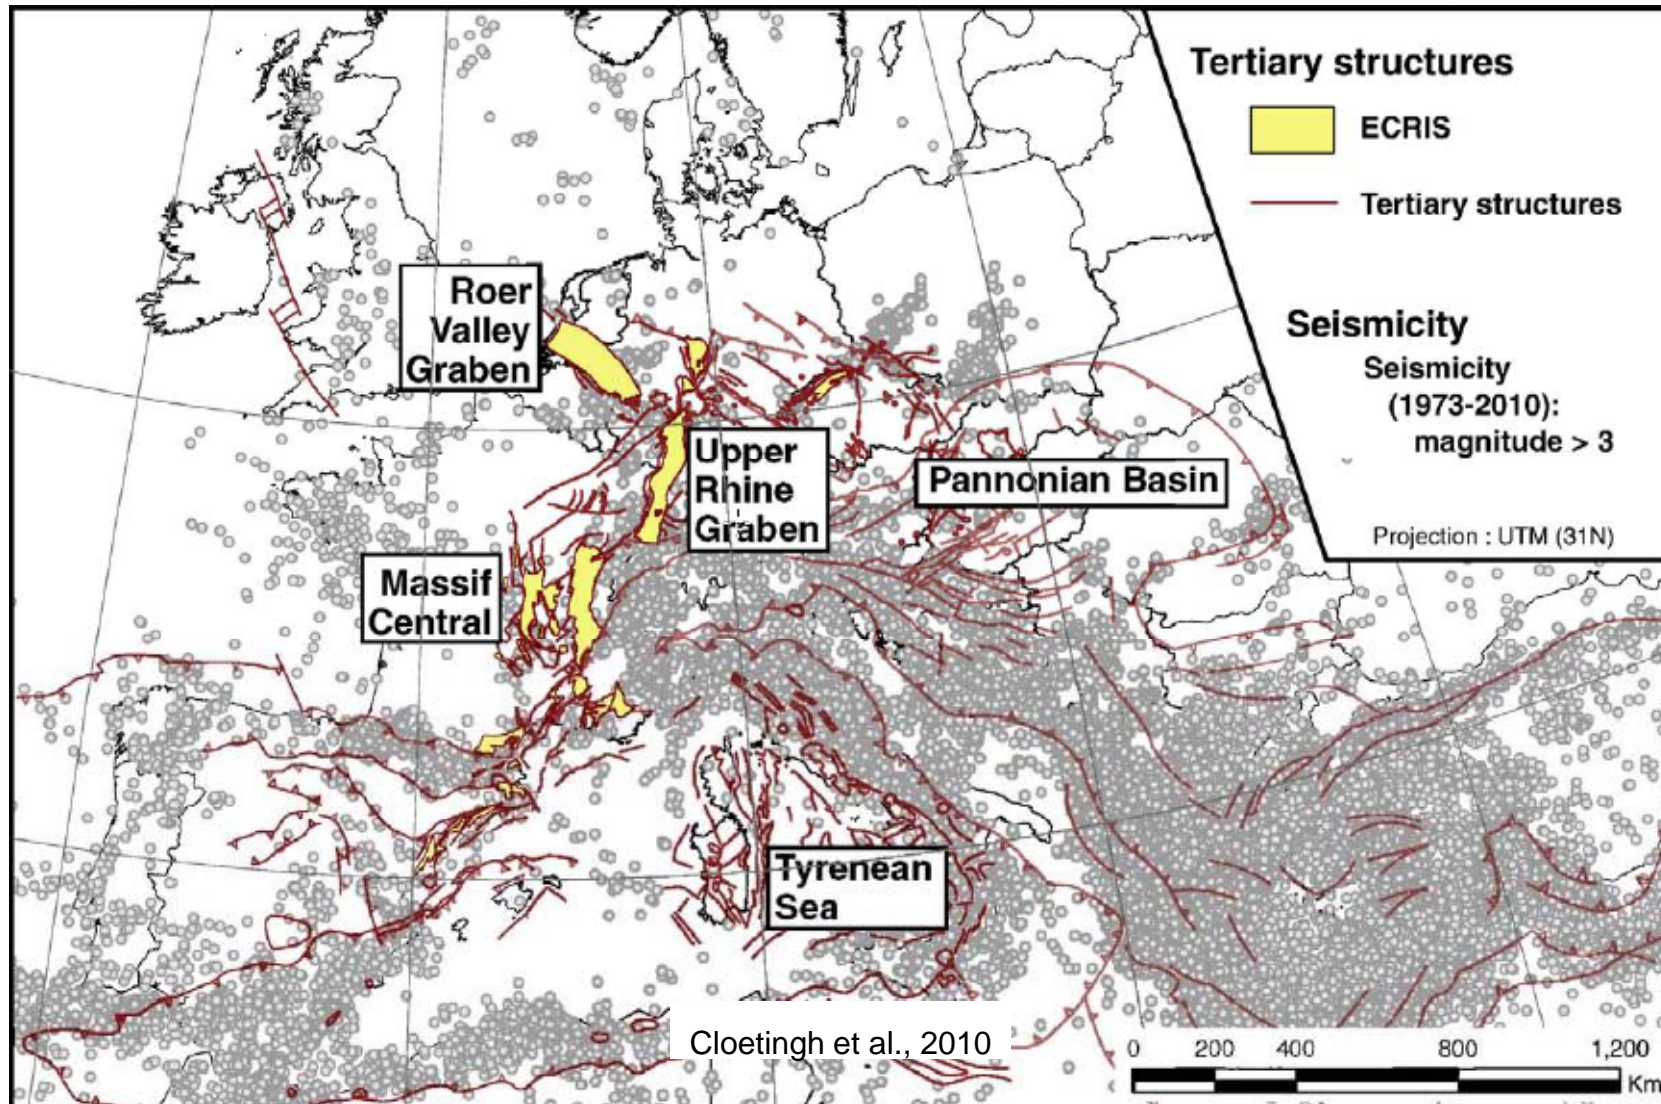 Tertiary structures
ECRIS
Tertiary structures
Seismicity
Seismicity
(1973-2010):
magnitude > 3
Projection : UTM (31N)
Roer
Valley
Graben
Upper
Rhine
Graben
Pannonian Basin
Massif
Central
Tyrenean
Sea
Cloetingh et al., 2010
0 200 400 800 1,200
Km